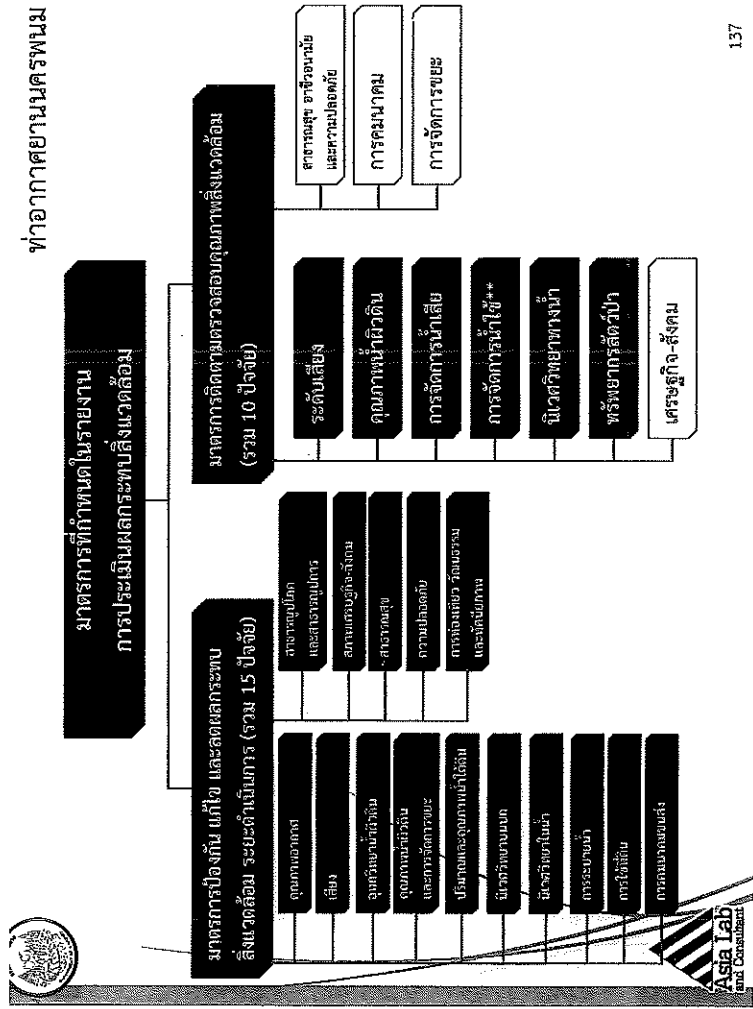 ท่าอากาศยานนครพนม
มาตรการที่กำหนดในรายงาน
การประเมินผลกระทบสิ่งแวดล้อม
มาตรการป้องกัน แก้ไข และลดผลกระทบ
สิ่งแวดล้อม ระยะดำเนินการ (รวม 15 ปัจจัย)
คุณภาพอากาศ
เสียง
อุทกวิทยาน้ำผิวดิน
คุณภาพน้ำผิวดิน
และการจัดการขยะ
ปริมาณและคุณภาพน้ำใต้ดิน
นิเวศวิทยาบนบก
นิเวศวิทยาในน้ำ
การระบายน้ำ
การใช้ที่ดิน
การคมนาคมขนส่ง
สาธารณูปโภค
และสาธารณูปการ
สภาพเศรษฐกิจ-สังคม
สาธารณสุข
ความปลอดภัย
การท่องเที่ยว วัฒนธรรม
และทัศนียภาพ
มาตรการติดตามตรวจสอบคุณภาพสิ่งแวดล้อม
(รวม 10 ปัจจัย)
ระดับเสียง
คุณภาพน้ำผิวดิน
การจัดการน้ำเสีย
การจัดการน้ำใช้**
นิเวศวิทยาทางน้ำ
ทรัพยากรสัตว์ป่า
เศรษฐกิจ-สังคม
สาธารณสุข อาชีวอนามัย
และความปลอดภัย
การคมนาคม
การจัดการขยะ
Asia Lab
and Consultant
137